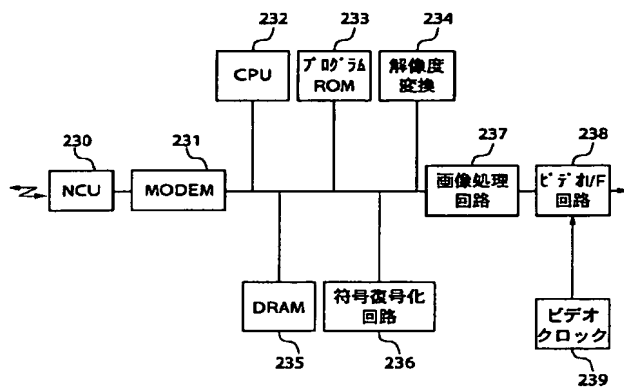 232
233
234
CPU
プログラム
ROM
解像度
変換
230
231
237
238
NCU
MODEM
画像処理
回路
ビデオI/F
回路
DRAM
符号復号化
回路
ビデオ
クロック
235
236
239